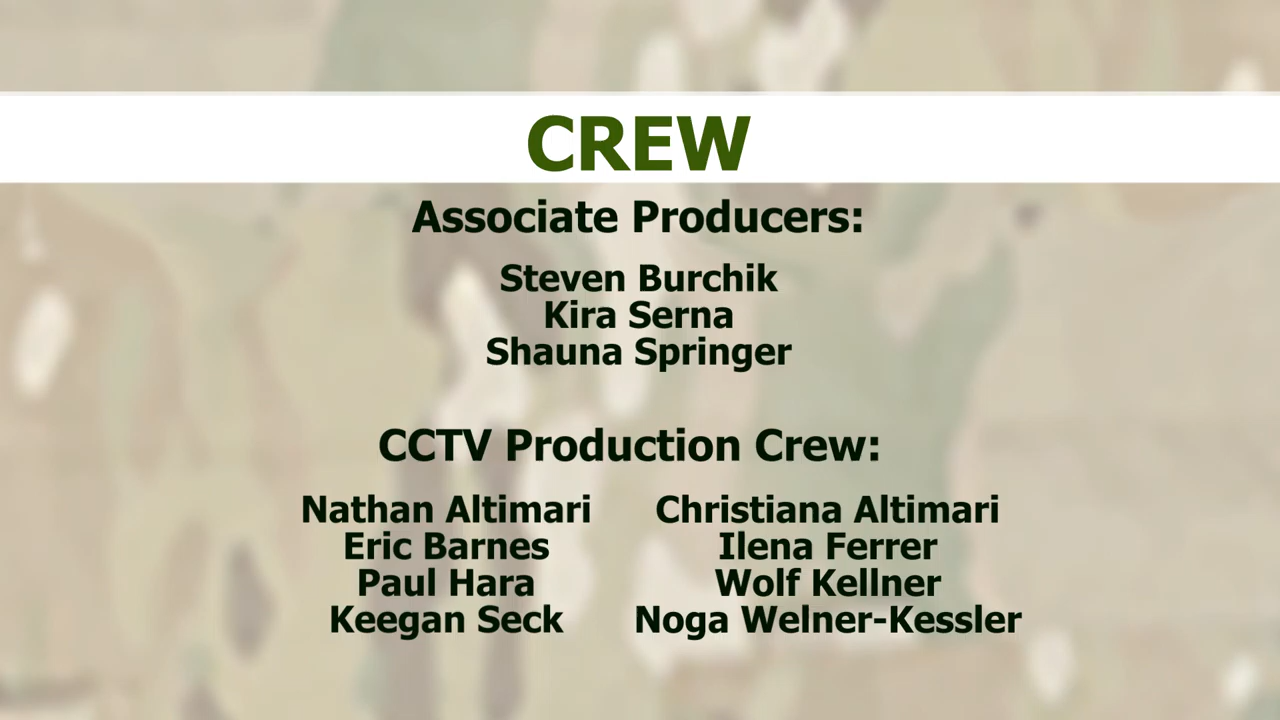 CREW
Associate Producers:
Steven Burchik
Kira Serna
Shauna Springer
CCTV Production Crew:
Nathan Altimari
Eric Barnes
Paul Hara
Keegan Seck
Christiana Altimari
Ilena Ferrer
Wolf Kellner
Noga Welner-Kessler